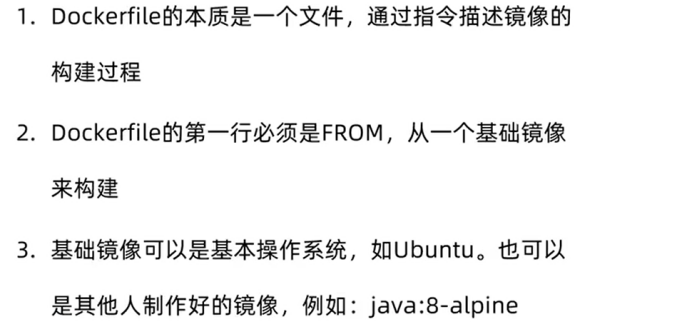 1. Dockerfile的本质是一个文件，通过指令描述镜像的
构建过程
2. Dockerfile的第一行必须是FROM，从一个基础镜像
来构建
3. 基础镜像可以是基本操作系统，如Ubuntu。也可以
是其他人制作好的镜像，例如：java:8-alpine